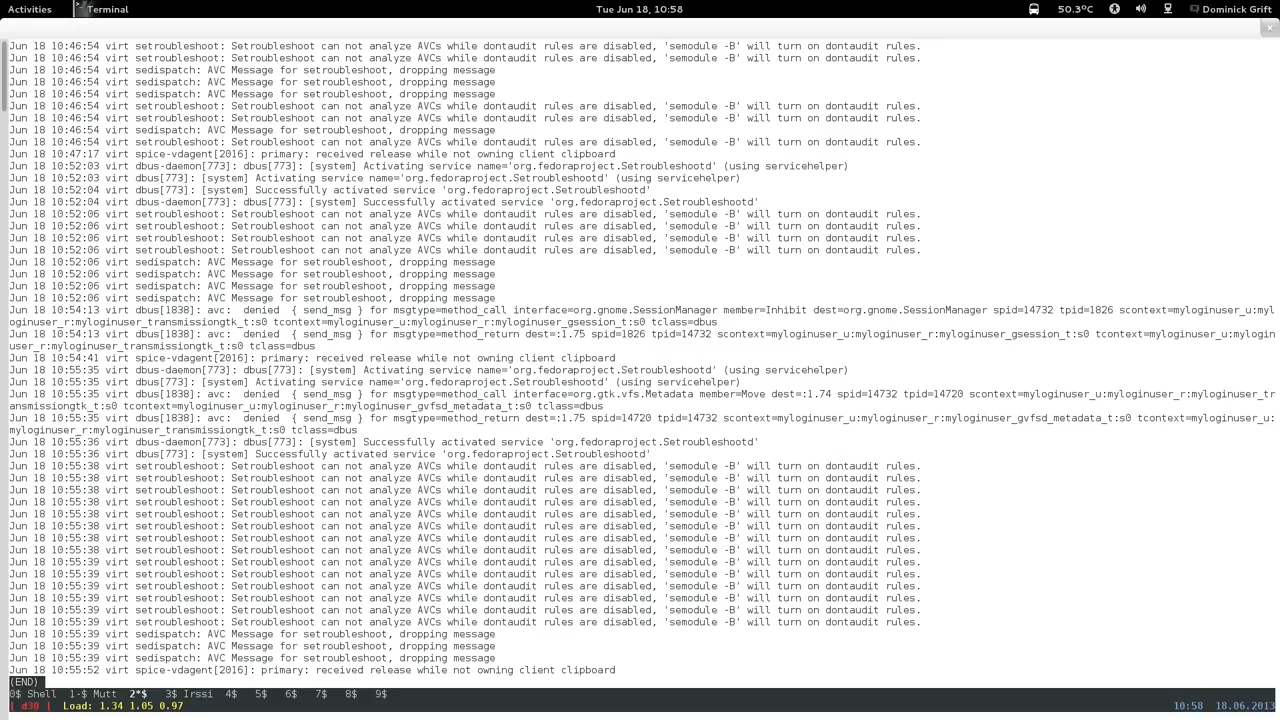 Activities Terminal Tue Jun 18, 10:58 50.3°C Dominick Grift
Jun 18 10:46:54 virt setroubleshoot: Setroubleshoot can not analyze AVCs while dontaudit rules are disabled, 'semodule -B' will turn on dontaudit rules.
Jun 18 10:46:54 virt setroubleshoot: Setroubleshoot can not analyze AVCs while dontaudit rules are disabled, 'semodule -B' will turn on dontaudit rules.
Jun 18 10:46:54 virt sedispatch: AVC Message for setroubleshoot, dropping message
Jun 18 10:46:54 virt sedispatch: AVC Message for setroubleshoot, dropping message
Jun 18 10:46:54 virt sedispatch: AVC Message for setroubleshoot, dropping message
Jun 18 10:46:54 virt setroubleshoot: Setroubleshoot can not analyze AVCs while dontaudit rules are disabled, 'semodule -B' will turn on dontaudit rules.
Jun 18 10:46:54 virt setroubleshoot: Setroubleshoot can not analyze AVCs while dontaudit rules are disabled, 'semodule -B' will turn on dontaudit rules.
Jun 18 10:46:54 virt sedispatch: AVC Message for setroubleshoot, dropping message
Jun 18 10:46:54 virt setroubleshoot: Setroubleshoot can not analyze AVCs while dontaudit rules are disabled, 'semodule -B' will turn on dontaudit rules.
Jun 18 10:47:17 virt spice-vdagent[2016]: primary: received release while not owning client clipboard
Jun 18 10:52:03 virt dbus-daemon[773]: dbus[773]: [system] Activating service name='org.fedoraproject.Setroubleshootd' (using servicehelper)
Jun 18 10:52:03 virt dbus[773]: [system] Activating service name='org.fedoraproject.Setroubleshootd' (using servicehelper)
Jun 18 10:52:04 virt dbus[773]: [system] Successfully activated service 'org.fedoraproject.Setroubleshootd'
Jun 18 10:52:04 virt dbus-daemon[773]: dbus[773]: [system] Successfully activated service 'org.fedoraproject.Setroubleshootd'
Jun 18 10:52:06 virt setroubleshoot: Setroubleshoot can not analyze AVCs while dontaudit rules are disabled, 'semodule -B' will turn on dontaudit rules.
Jun 18 10:52:06 virt setroubleshoot: Setroubleshoot can not analyze AVCs while dontaudit rules are disabled, 'semodule -B' will turn on dontaudit rules.
Jun 18 10:52:06 virt setroubleshoot: Setroubleshoot can not analyze AVCs while dontaudit rules are disabled, 'semodule -B' will turn on dontaudit rules.
Jun 18 10:52:06 virt setroubleshoot: Setroubleshoot can not analyze AVCs while dontaudit rules are disabled, 'semodule -B' will turn on dontaudit rules.
Jun 18 10:52:06 virt sedispatch: AVC Message for setroubleshoot, dropping message
Jun 18 10:52:06 virt sedispatch: AVC Message for setroubleshoot, dropping message
Jun 18 10:52:06 virt sedispatch: AVC Message for setroubleshoot, dropping message
Jun 18 10:52:06 virt sedispatch: AVC Message for setroubleshoot, dropping message
Jun 18 10:54:13 virt dbus[1838]: avc:  denied  { send_msg } for msgtype=method_call interface=org.gnome.SessionManager member=Inhibit dest=org.gnome.SessionManager spid=14732 tpid=1826 scontext=myloginuser_u:myl
oginuser_r:myloginuser_transmissiongtk_t:s0 tcontext=myloginuser_u:myloginuser_r:myloginuser_gsession_t:s0 tclass=dbus
Jun 18 10:54:13 virt dbus[1838]: avc:  denied  { send_msg } for msgtype=method_return dest=:1.75 spid=1826 tpid=14732 scontext=myloginuser_u:myloginuser_r:myloginuser_gsession_t:s0 tcontext=myloginuser_u:mylogin
user_r:myloginuser_transmissiongtk_t:s0 tclass=dbus
Jun 18 10:54:41 virt spice-vdagent[2016]: primary: received release while not owning client clipboard
Jun 18 10:55:35 virt dbus-daemon[773]: dbus[773]: [system] Activating service name='org.fedoraproject.Setroubleshootd' (using servicehelper)
Jun 18 10:55:35 virt dbus[773]: [system] Activating service name='org.fedoraproject.Setroubleshootd' (using servicehelper)
Jun 18 10:55:35 virt dbus[1838]: avc:  denied  { send_msg } for msgtype=method_call interface=org.gtk.vfs.Metadata member=Move dest=:1.74 spid=14732 tpid=14720 scontext=myloginuser_u:myloginuser_r:myloginuser_tr
ansmissiongtk_t:s0 tcontext=myloginuser_u:myloginuser_r:myloginuser_gvfsd_metadata_t:s0 tclass=dbus
Jun 18 10:55:35 virt dbus[1838]: avc:  denied  { send_msg } for msgtype=method_return dest=:1.75 spid=14720 tpid=14732 scontext=myloginuser_u:myloginuser_r:myloginuser_gvfsd_metadata_t:s0 tcontext=myloginuser_u:
myloginuser_r:myloginuser_transmissiongtk_t:s0 tclass=dbus
Jun 18 10:55:36 virt dbus-daemon[773]: dbus[773]: [system] Successfully activated service 'org.fedoraproject.Setroubleshootd'
Jun 18 10:55:36 virt dbus[773]: [system] Successfully activated service 'org.fedoraproject.Setroubleshootd'
Jun 18 10:55:38 virt setroubleshoot: Setroubleshoot can not analyze AVCs while dontaudit rules are disabled, 'semodule -B' will turn on dontaudit rules.
Jun 18 10:55:38 virt setroubleshoot: Setroubleshoot can not analyze AVCs while dontaudit rules are disabled, 'semodule -B' will turn on dontaudit rules.
Jun 18 10:55:38 virt setroubleshoot: Setroubleshoot can not analyze AVCs while dontaudit rules are disabled, 'semodule -B' will turn on dontaudit rules.
Jun 18 10:55:38 virt setroubleshoot: Setroubleshoot can not analyze AVCs while dontaudit rules are disabled, 'semodule -B' will turn on dontaudit rules.
Jun 18 10:55:38 virt setroubleshoot: Setroubleshoot can not analyze AVCs while dontaudit rules are disabled, 'semodule -B' will turn on dontaudit rules.
Jun 18 10:55:38 virt setroubleshoot: Setroubleshoot can not analyze AVCs while dontaudit rules are disabled, 'semodule -B' will turn on dontaudit rules.
Jun 18 10:55:38 virt setroubleshoot: Setroubleshoot can not analyze AVCs while dontaudit rules are disabled, 'semodule -B' will turn on dontaudit rules.
Jun 18 10:55:38 virt setroubleshoot: Setroubleshoot can not analyze AVCs while dontaudit rules are disabled, 'semodule -B' will turn on dontaudit rules.
Jun 18 10:55:39 virt setroubleshoot: Setroubleshoot can not analyze AVCs while dontaudit rules are disabled, 'semodule -B' will turn on dontaudit rules.
Jun 18 10:55:39 virt setroubleshoot: Setroubleshoot can not analyze AVCs while dontaudit rules are disabled, 'semodule -B' will turn on dontaudit rules.
Jun 18 10:55:39 virt setroubleshoot: Setroubleshoot can not analyze AVCs while dontaudit rules are disabled, 'semodule -B' will turn on dontaudit rules.
Jun 18 10:55:39 virt setroubleshoot: Setroubleshoot can not analyze AVCs while dontaudit rules are disabled, 'semodule -B' will turn on dontaudit rules.
Jun 18 10:55:39 virt setroubleshoot: Setroubleshoot can not analyze AVCs while dontaudit rules are disabled, 'semodule -B' will turn on dontaudit rules.
Jun 18 10:55:39 virt setroubleshoot: Setroubleshoot can not analyze AVCs while dontaudit rules are disabled, 'semodule -B' will turn on dontaudit rules.
Jun 18 10:55:39 virt sedispatch: AVC Message for setroubleshoot, dropping message
Jun 18 10:55:39 virt sedispatch: AVC Message for setroubleshoot, dropping message
Jun 18 10:55:39 virt sedispatch: AVC Message for setroubleshoot, dropping message
Jun 18 10:55:52 virt spice-vdagent[2016]: primary: received release while not owning client clipboard
(END)
0$ Shell  1-$ Mutt  2*$  3$ Irssi  4$  5$  6$  7$  8$  9$
| d30 | Load: 1.34 1.05 0.97 10:58 18.06.2013